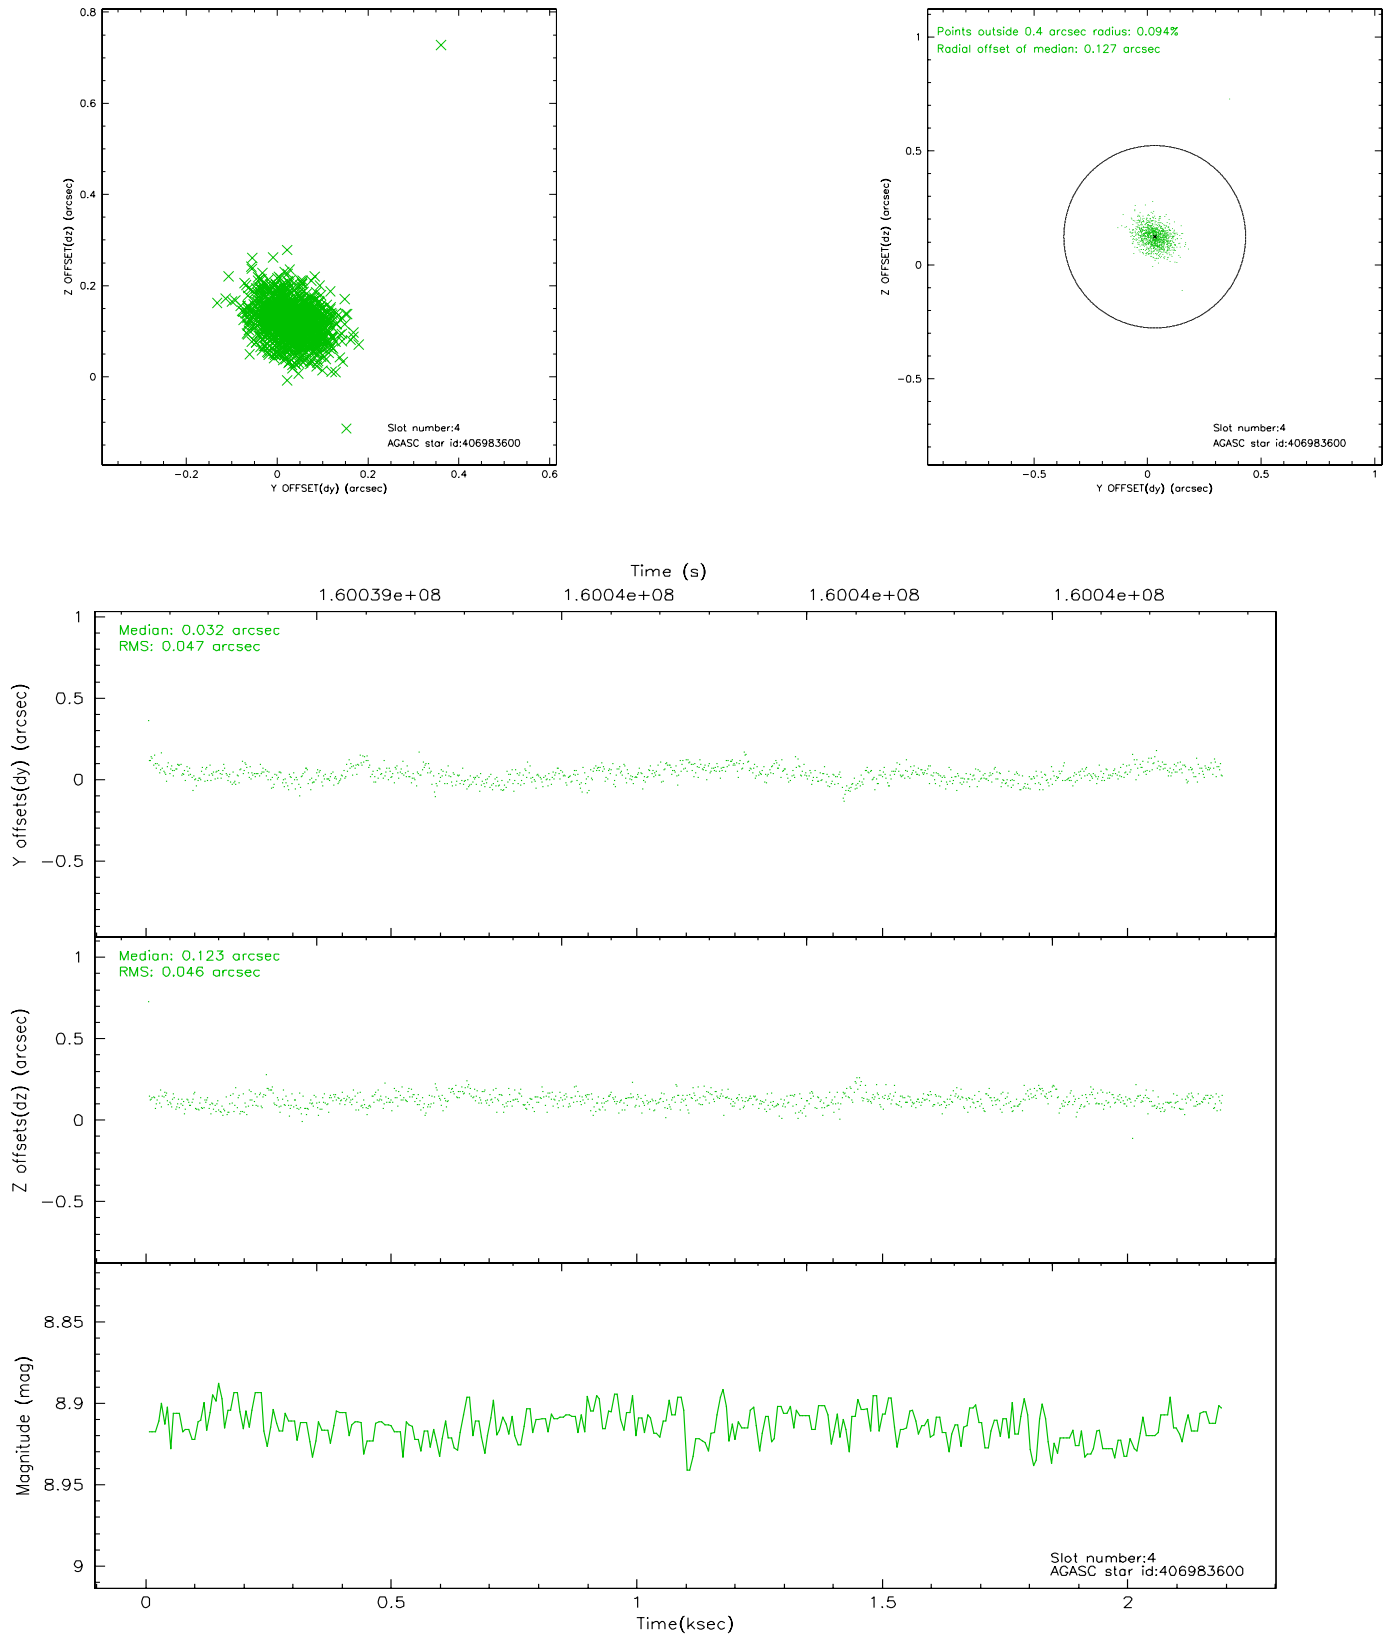 0.8
0.6
0.4
0.2
0
Z OFFSET(dz) (arcsec)
Slot number:4
AGASC star id:406983600
-0.2
0
0.2
0.4
0.6
Y OFFSET(dy) (arcsec)
Points outside 0.4 arcsec radius: 0.094%
Radial offset of median: 0.127 arcsec
1
0.5
0
-0.5
Z OFFSET(dz) (arcsec)
Slot number:4
AGASC star id:406983600
-0.5
0
0.5
1
Y OFFSET(dy) (arcsec)
Time (s)
1.60039e+08
1.6004e+08
1.6004e+08
1.6004e+08
Median: 0.032 arcsec
RMS: 0.047 arcsec
1
0.5
0
-0.5
Y offsets(dy) (arcsec)
Median: 0.123 arcsec
RMS: 0.046 arcsec
1
0.5
0
-0.5
Z offsets(dz) (arcsec)
8.85
8.9
8.95
9
Magnitude (mag)
Slot number:4
AGASC star id:406983600
0
0.5
1
1.5
2
Time(ksec)